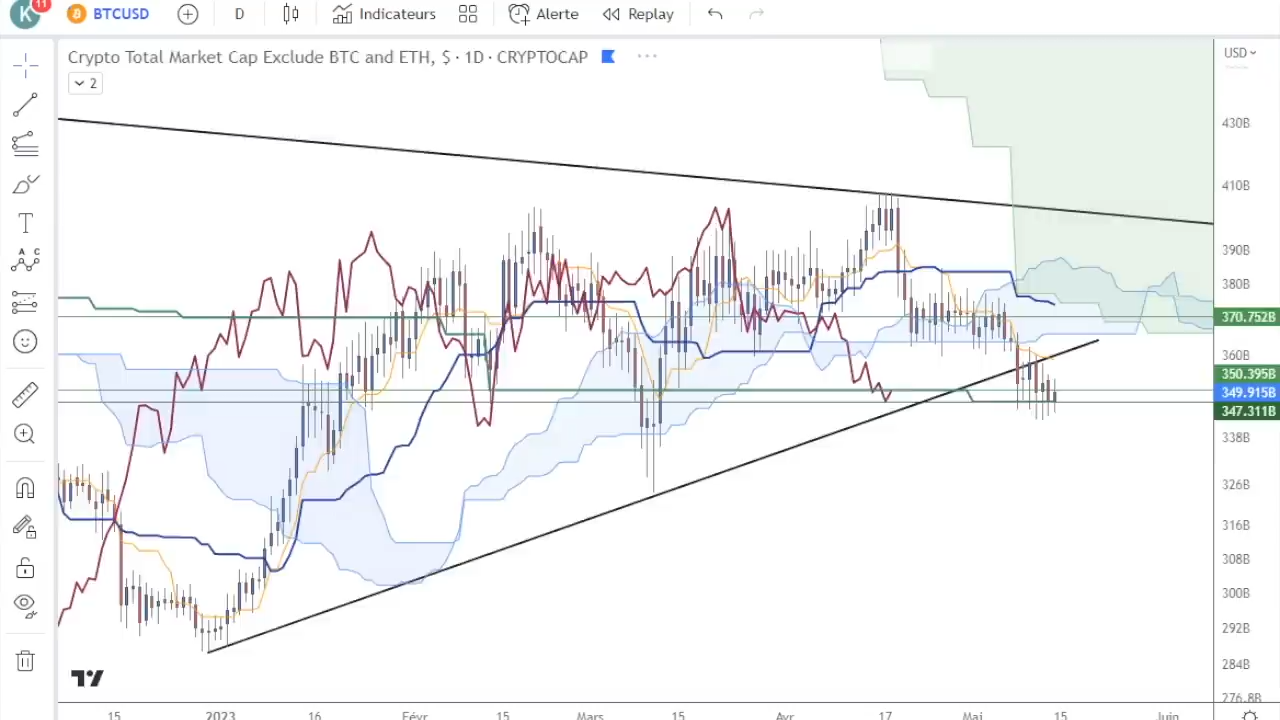 K 11 BTCUSD D Indicateurs Alerte Replay
Crypto Total Market Cap Exclude BTC and ETH, $ · 1D · CRYPTOCAP
2
USD
430B
410B
390B
380B
370.752B
360B
350.395B
349.915B
347.311B
338B
326B
316B
308B
300B
292B
284B
276.8B
15 2023 16 Févr 15 Mars 15 Avr 17 Mai 15 Juin